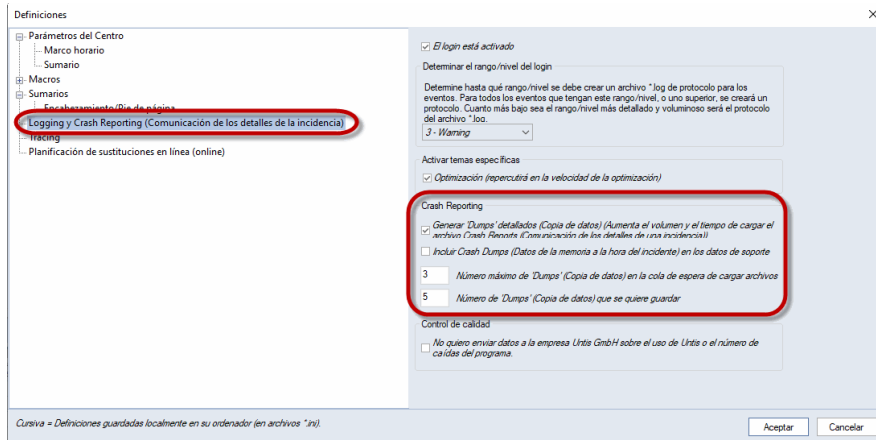 Definiciones
Parámetros del Centro
Marco horario
Sumario
Macros
Sumarios
Encabezamiento/Pie de página
Logging y Crash Reporting (Comunicación de los detalles de la incidencia)
Tracing
Planificación de sustituciones en línea (online)
El login está activado
Determinar el rango/nivel del login
Determine hasta qué rango/nivel se debe crear un archivo *.log de protocolo para los
eventos. Para todos los eventos que tengan este rango/nivel, o uno superior, se creará un
protocolo. Cuanto más bajo sea el rango/nivel más detallado y voluminoso será el protocolo
del archivo *.log.
3 - Warning
Activar temas específicas
Optimización (repercutirá en la velocidad de la optimización)
Crash Reporting
Generar 'Dumps' detallados (Copia de datos) (Aumenta el volumen y el tiempo de cargar el
archivo Crash Reports (Comunicación de los detalles de una incidencia))
Incluir Crash Dumps (Datos de la memoria a la hora del incidente) en los datos de soporte
3 Número máximo de 'Dumps' (Copia de datos) en la cola de espera de cargar archivos
5 Número de 'Dumps' (Copia de datos) que se quiere guardar
Control de calidad
No quiero enviar datos a la empresa Untis GmbH sobre el uso de Untis o el número de
caídas del programa.
Cursiva = Definiciones guardadas localmente en su ordenador (en archivos *.ini).
Aceptar
Cancelar